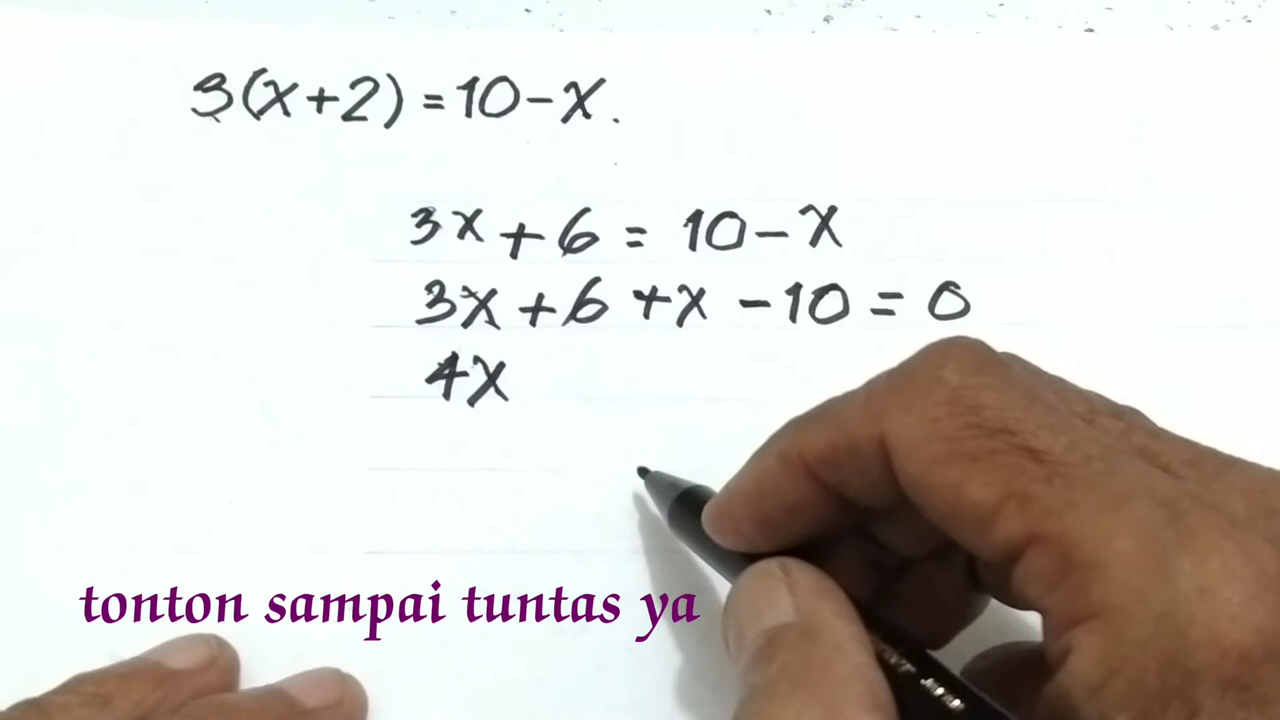 3(x+2) = 10 - x.
3x + 6 = 10 - x
3x + 6 + x - 10 = 0
4x
tonton sampai tuntas ya